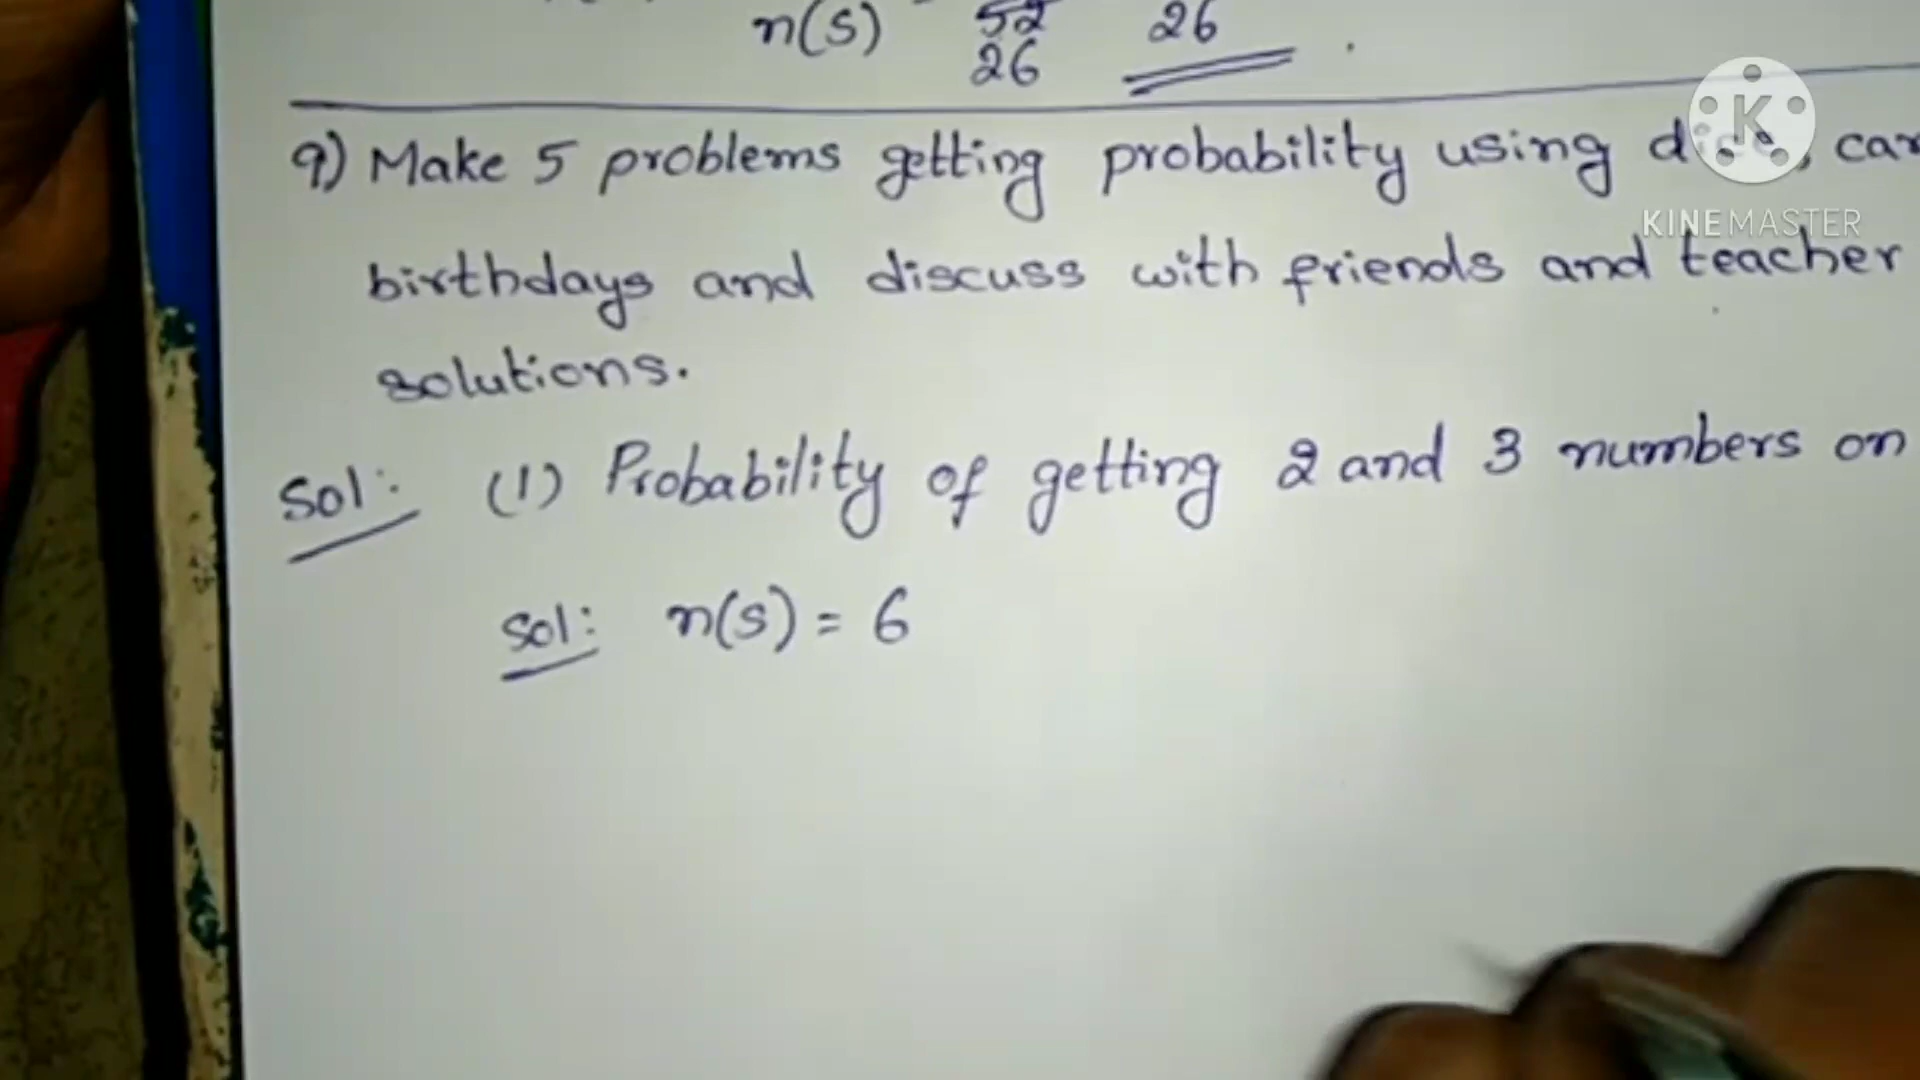 n(S) 52 26
26
9) Make 5 problems getting probability using
KINEMASTER
birthdays and discuss with friends and teacher
solutions.
Sol: (1) Probability of getting 2 and 3 numbers on
Sol: n(S) = 6